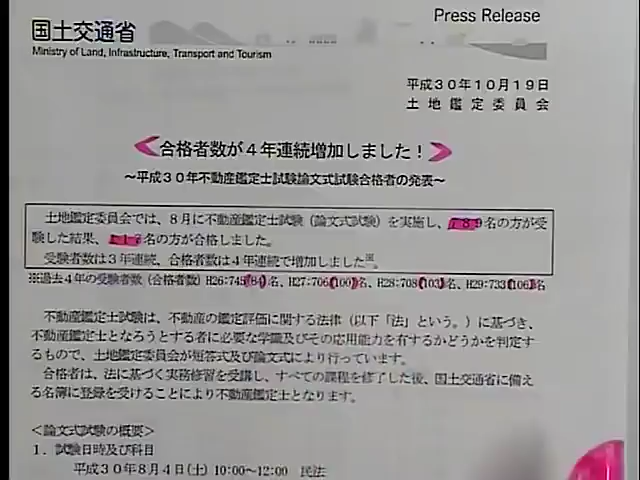 Press Release
国土交通省
Ministry of Land, Infrastructure, Transport and Tourism
平成30年10月19日
土地鑑定委員会
合格者数が4年連続増加しました！
～平成30年不動産鑑定士試験論文式試験合格者の発表～
土地鑑定委員会では、8月に不動産鑑定士試験（論文式試験）を実施し、789名の方が受
験した結果、117名の方が合格しました。
受験者数は3年連続、合格者数は4年連続で増加しました※。
※過去4年の受験者数（合格者数）H26:745(84)名、H27:706(100)名、H28:708(103)名、H29:733(106)名
不動産鑑定士試験は、不動産の鑑定評価に関する法律（以下「法」という。）に基づき、
不動産鑑定士となろうとする者に必要な学識及びその応用能力を有するかどうかを判定す
るもので、土地鑑定委員会が短答式及び論文式により行っています。
合格者は、法に基づく実務修習を受講し、すべての課程を修了した後、国土交通省に備え
る名簿に登録を受けることにより不動産鑑定士となります。
＜論文式試験の概要＞
1．試験日時及び科目
平成30年8月4日(土) 10:00～12:00 民法